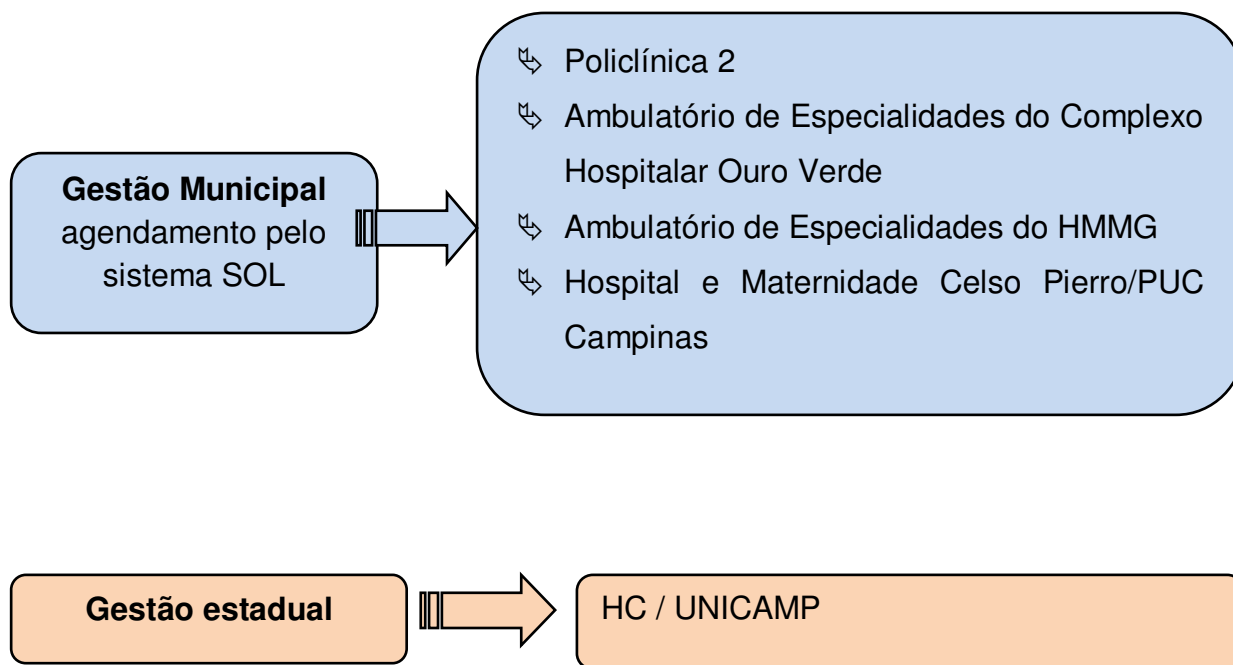 Gestão Municipal
agendamento pelo
sistema SOL
Policlínica 2
Ambulatório de Especialidades do Complexo
Hospitalar Ouro Verde
Ambulatório de Especialidades do HMMG
Hospital e Maternidade Celso Pierro/PUC
Campinas
Gestão estadual
HC / UNICAMP